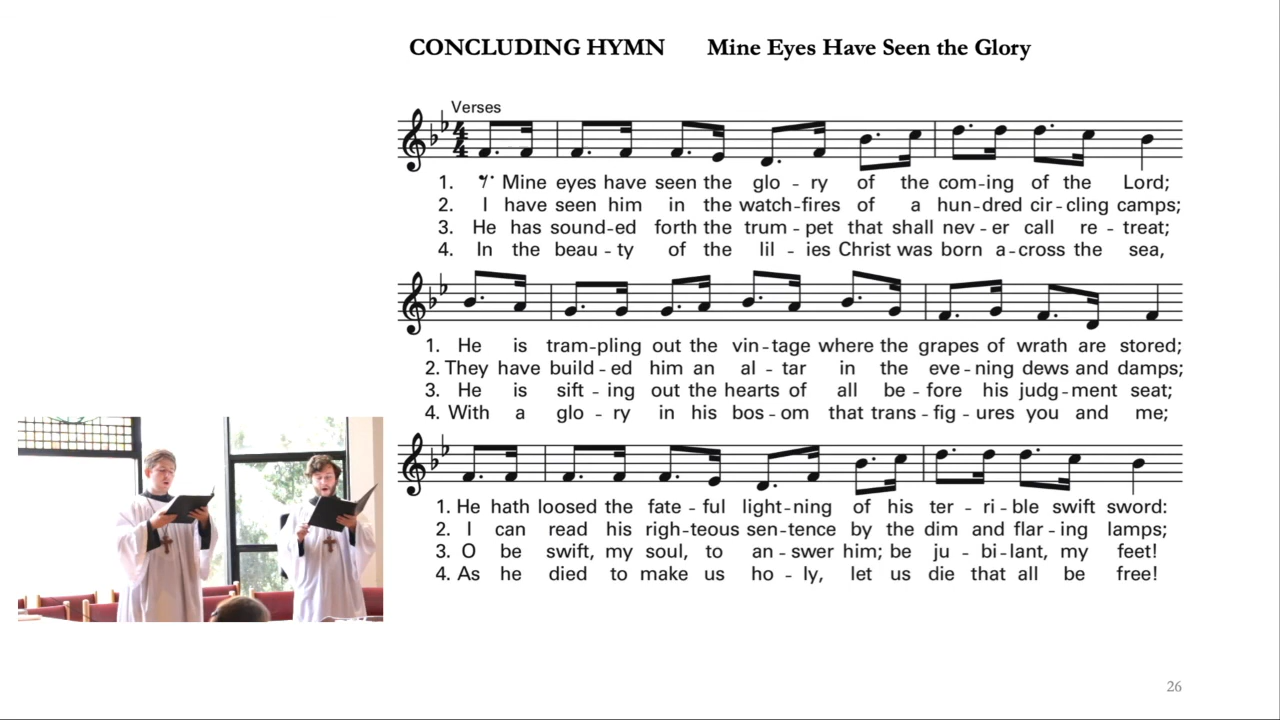 CONCLUDING HYMN Mine Eyes Have Seen the Glory
Verses
1. Mine eyes have seen the glo - ry of the com-ing of the Lord;
2. I have seen him in the watch-fires of a hun-dred cir-cling camps;
3. He has sound-ed forth the trum-pet that shall nev-er call re-treat;
4. In the beau-ty of the lil-ies Christ was born a-cross the sea,
1. He is tram-pling out the vin-tage where the grapes of wrath are stored;
2. They have build-ed him an al-tar in the eve-ning dews and damps;
3. He is sift-ing out the hearts of all be-fore his judg-ment seat;
4. With a glo-ry in his bos-om that trans-fig-ures you and me;
1. He hath loosed the fate-ful light-ning of his ter-ri-ble swift sword:
2. I can read his righ-teous sen-tence by the dim and flar-ing lamps;
3. O be swift, my soul, to an-swer him; be ju-bi-lant, my feet!
4. As he died to make us ho-ly, let us die that all be free!
26